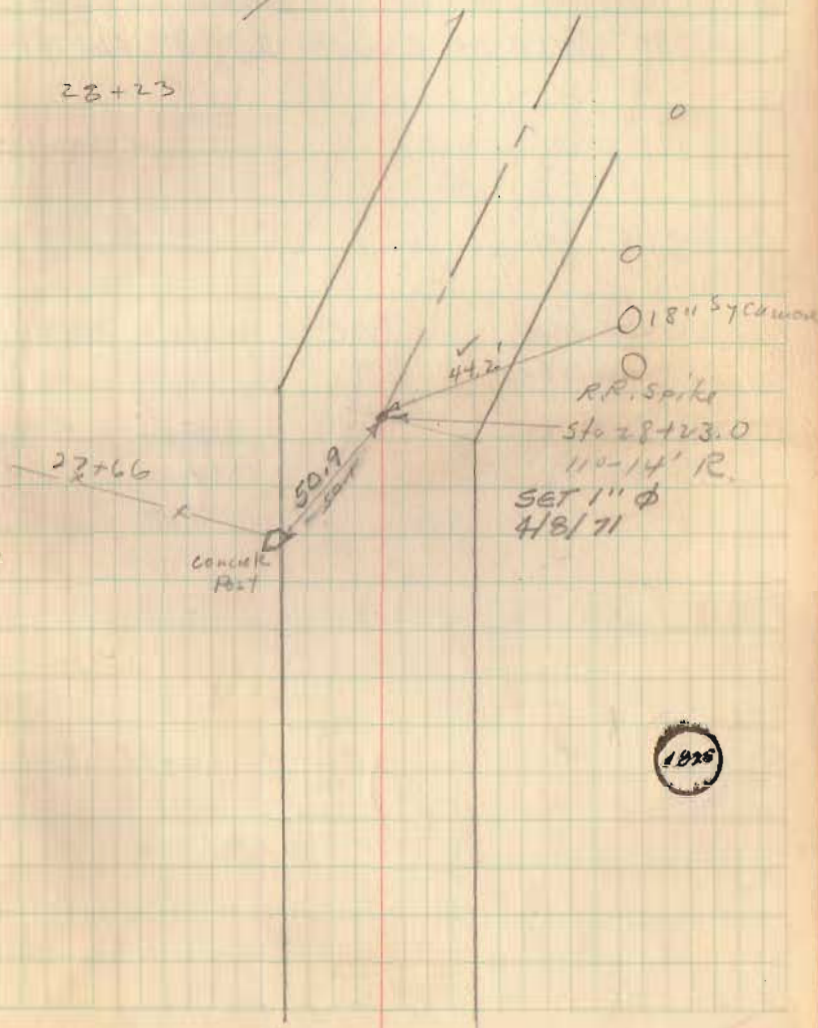 28+23
18" Sycamore
44.2'
R.R. Spike
Sta 28+23.0
11°-14' R.
SET 1" Ø
4/8/71
27+66
50.9
concrete
Post
1825